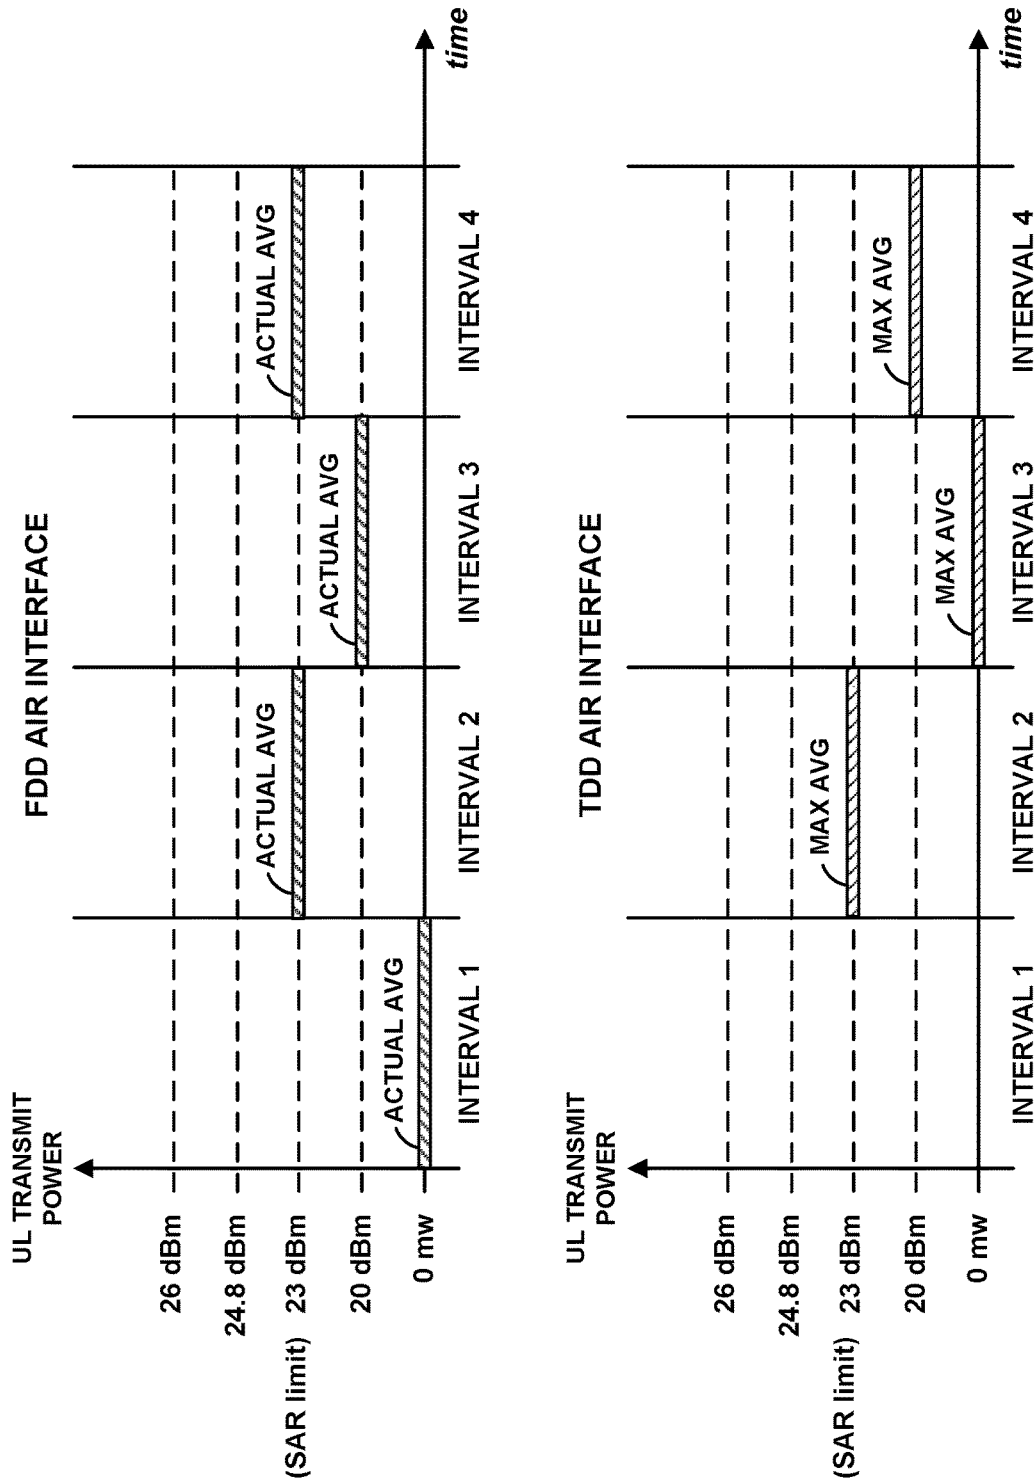 FDD AIR INTERFACE
UL TRANSMIT
POWER
26 dBm
24.8 dBm
(SAR limit) 23 dBm
20 dBm
0 mw
ACTUAL AVG
ACTUAL AVG
ACTUAL AVG
ACTUAL AVG
INTERVAL 1
INTERVAL 2
INTERVAL 3
INTERVAL 4
time
TDD AIR INTERFACE
UL TRANSMIT
POWER
26 dBm
24.8 dBm
(SAR limit) 23 dBm
20 dBm
0 mw
MAX AVG
MAX AVG
MAX AVG
INTERVAL 1
INTERVAL 2
INTERVAL 3
INTERVAL 4
time